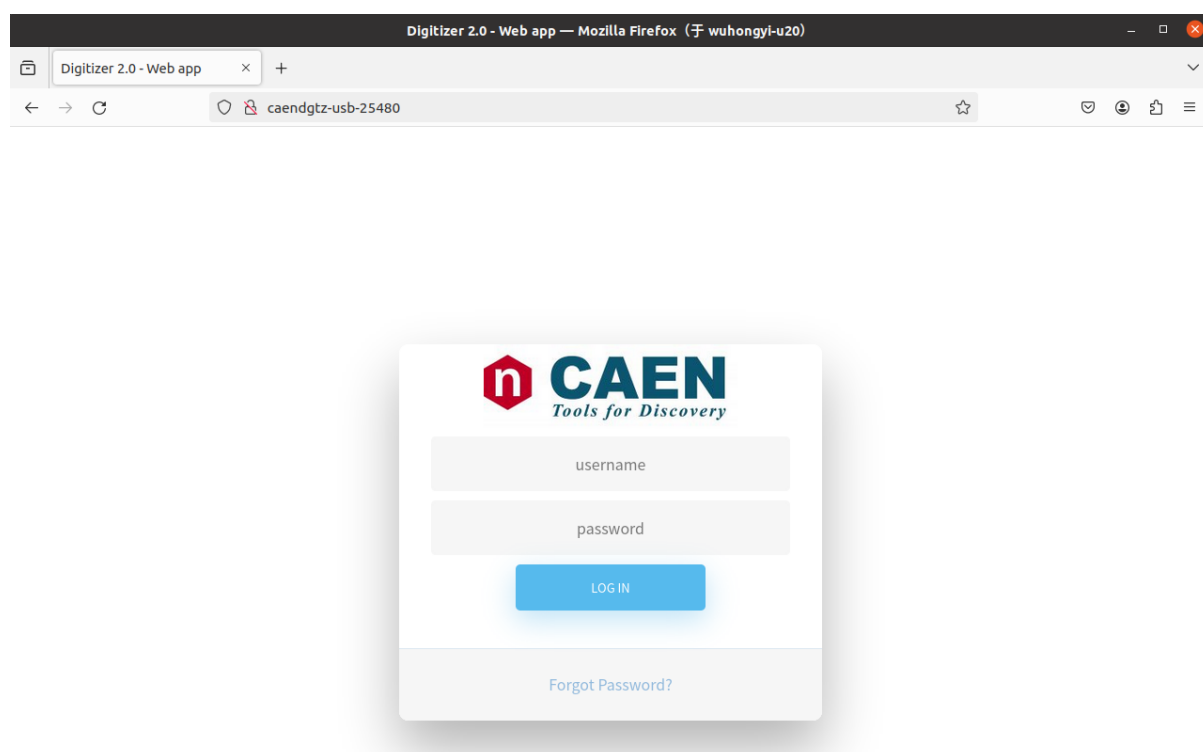 Digitizer 2.0 - Web app — Mozilla Firefox（于 wuhongyi-u20）
Digitizer 2.0 - Web app
caendgtz-usb-25480
n CAEN
Tools for Discovery
username
password
LOG IN
Forgot Password?